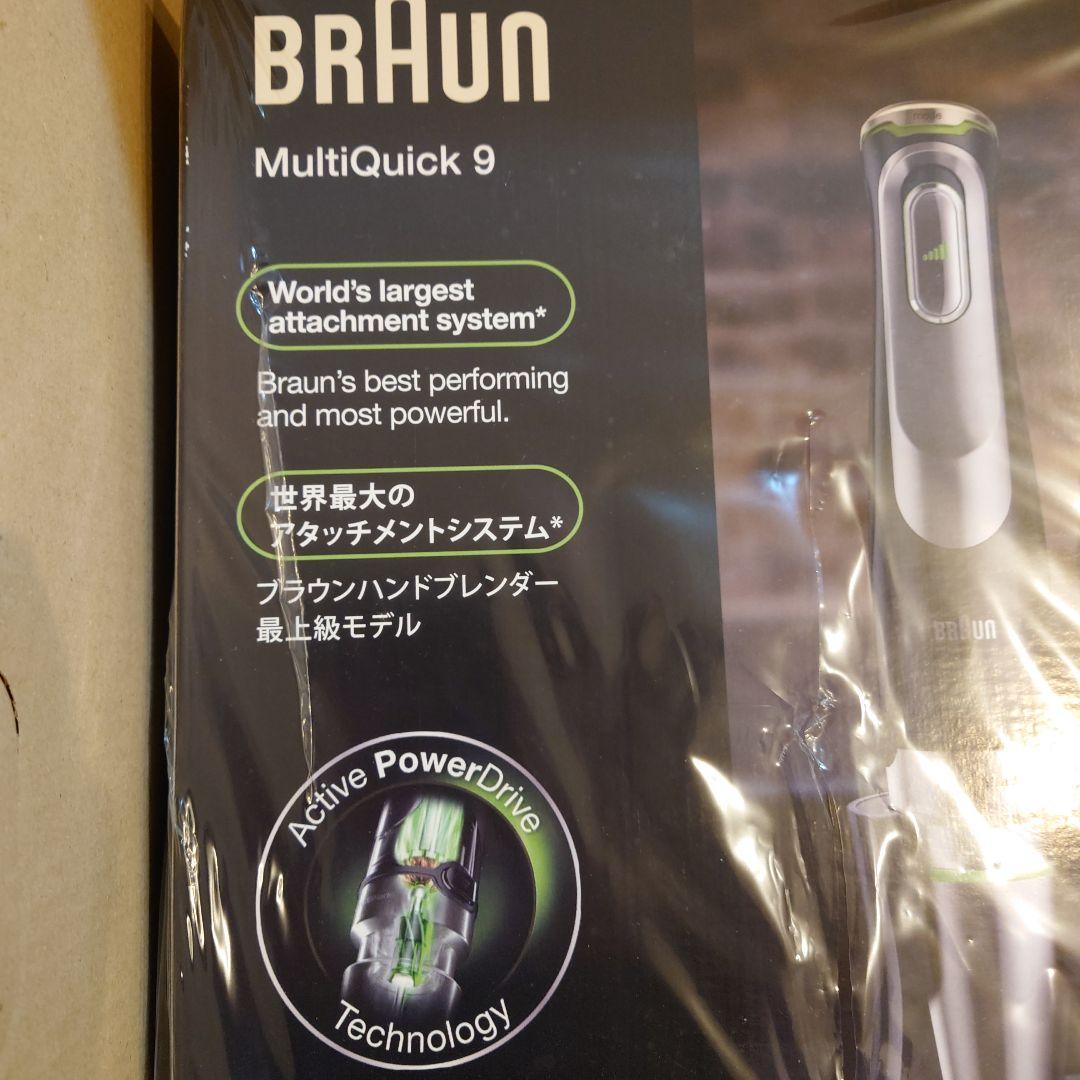 BRAUN
MultiQuick 9
World's largest
attachment system*
Braun's best performing
and most powerful.
世界最大の
アタッチメントシステム*
ブラウンハンドブレンダー
最上級モデル
Active PowerDrive
Technology
mode
BRAUN